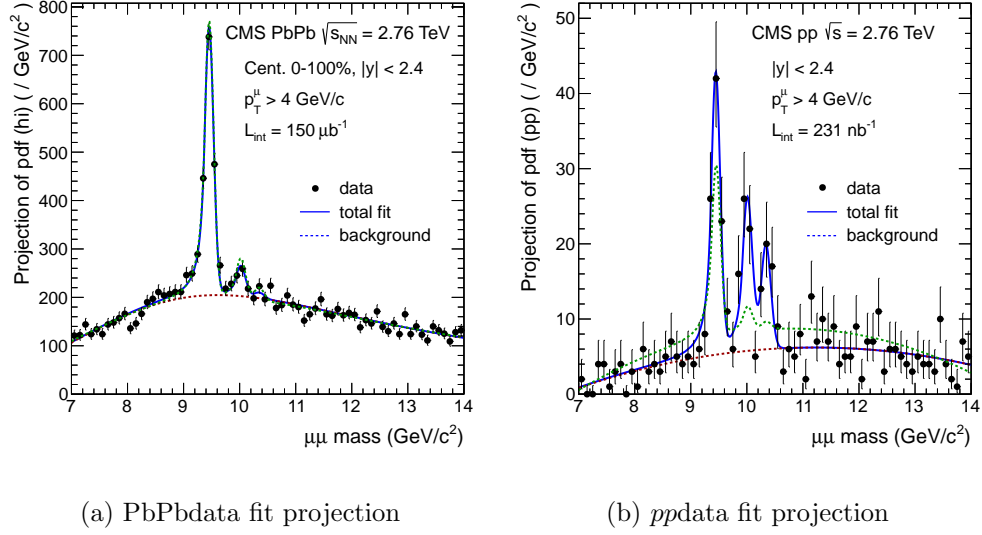 CMS PbPb √sNN = 2.76 TeV
Cent. 0-100%, |y| < 2.4
pTμ > 4 GeV/c
Lint = 150 μb-1
data
total fit
background
Projection of pdf (hi) ( / GeV/c2)
0
100
200
300
400
500
600
700
800
7 8 9 10 11 12 13 14
μμ mass (GeV/c2)
(a) PbPbdata fit projection
CMS pp √s = 2.76 TeV
|y| < 2.4
pTμ > 4 GeV/c
Lint = 231 nb-1
data
total fit
background
Projection of pdf (pp) ( / GeV/c2)
0
10
20
30
40
50
7 8 9 10 11 12 13 14
μμ mass (GeV/c2)
(b) ppdata fit projection